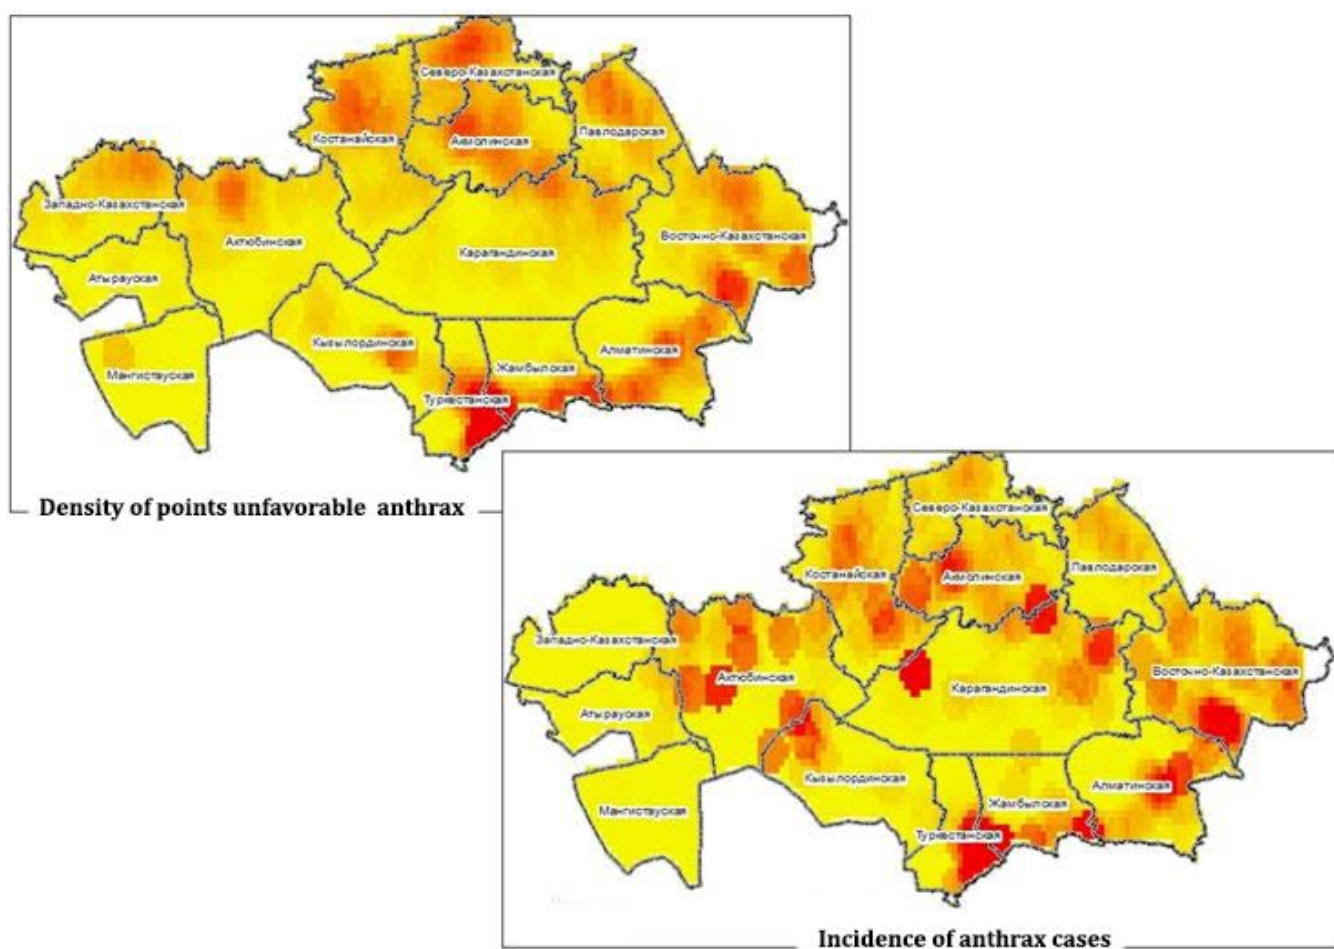 Северо-Казахстанская
Костанайская
Акмолинская
Павлодарская
Западно-Казахстанская
Актюбинская
Карагандинская
Восточно-Казахстанская
Атырауская
Кызылординская
Жамбылская
Алматинская
Мангистауская
Туркестанская
Density of points unfavorable anthrax
Северо-Казахстанская
Костанайская
Акмолинская
Павлодарская
Западно-Казахстанская
Актюбинская
Карагандинская
Восточно-Казахстанская
Атырауская
Кызылординская
Жамбылская
Алматинская
Мангистауская
Туркестанская
Incidence of anthrax cases